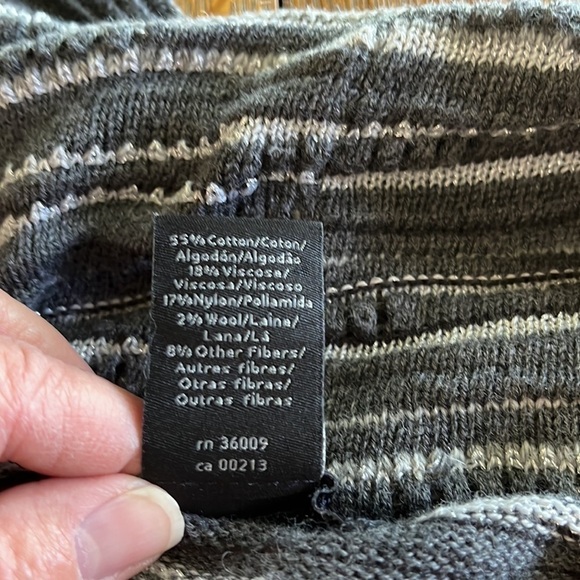 55% Cotton/Coton/
Algodón/Algodão
18% Viscosa/
Viscosa/Viscoso
17%Nylon/Poliamida
2% Wool/Laine/
Lana/Lã
8% Other Fibers/
Autres fibres/
Otras fibras/
Outras fibras
rn 36009
ca 00213